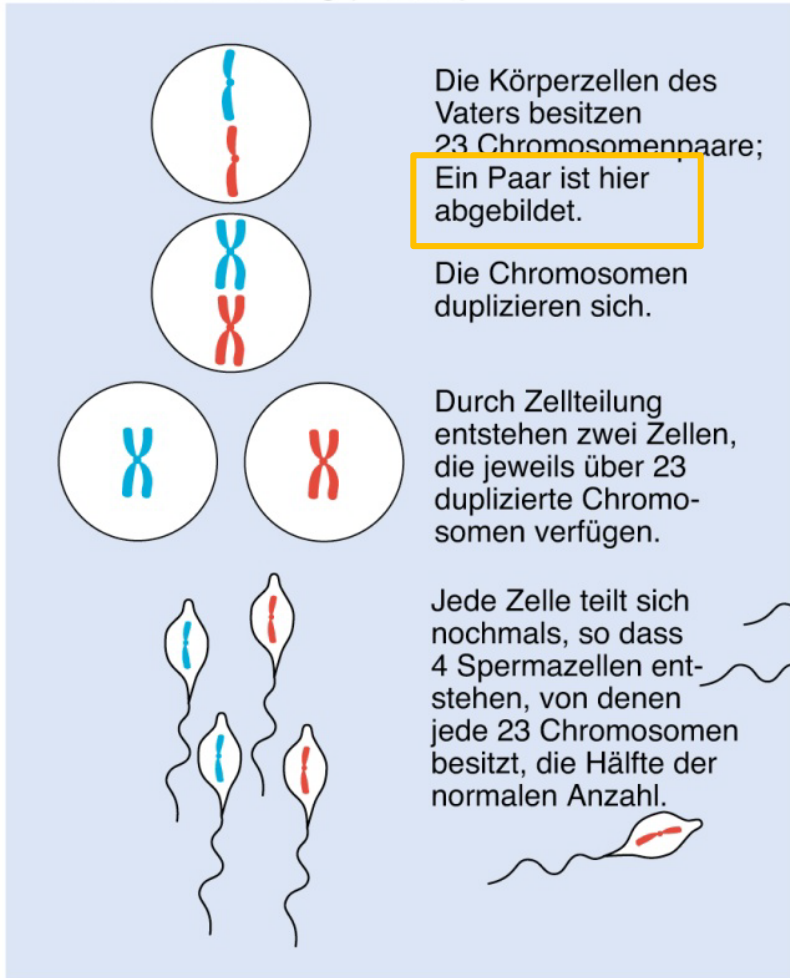 Die Körperzellen des
Vaters besitzen
23 Chromosomenpaare;
Ein Paar ist hier
abgebildet.
Die Chromosomen
duplizieren sich.
Durch Zellteilung
entstehen zwei Zellen,
die jeweils über 23
duplizierte Chromo-
somen verfügen.
Jede Zelle teilt sich
nochmals, so dass
4 Spermazellen ent-
stehen, von denen
jede 23 Chromosomen
besitzt, die Hälfte der
normalen Anzahl.